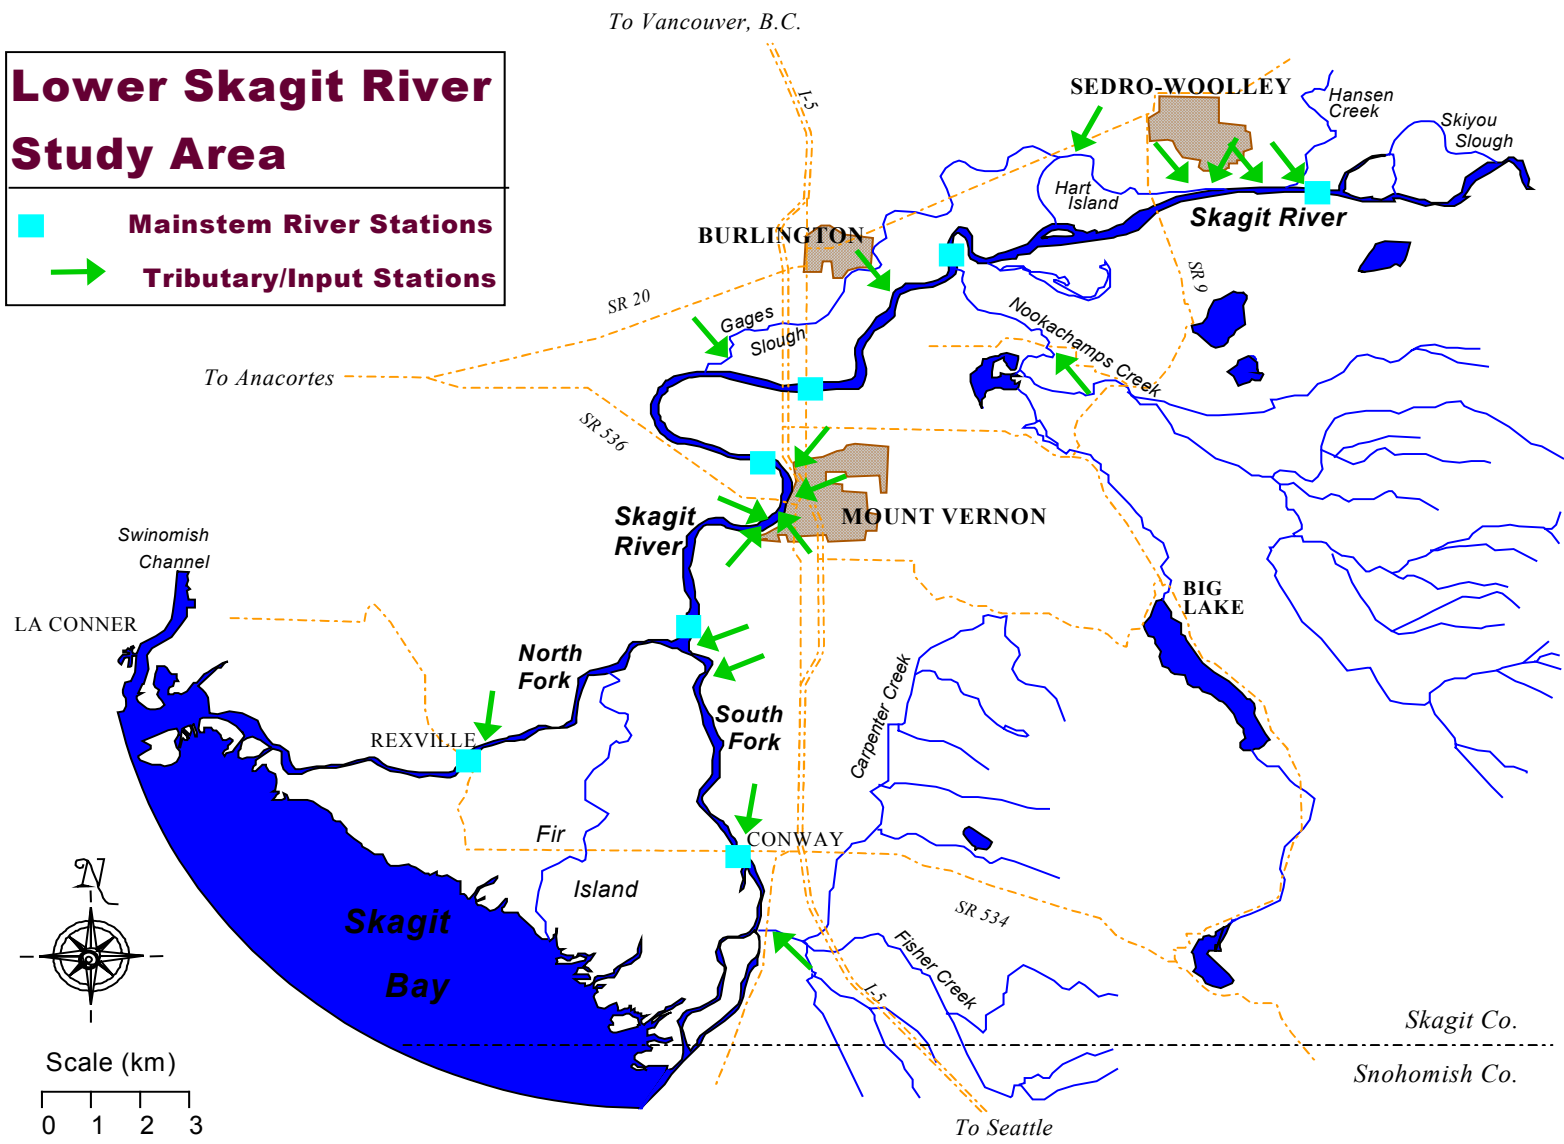 To Vancouver, B.C.
Lower Skagit River
Study Area
Mainstem River Stations
Tributary/Input Stations
I-5
SEDRO-WOOLLEY
Hansen
Creek
Skiyou
Slough
Hart
Island
Skagit River
BURLINGTON
SR 9
SR 20
Gages
Slough
Nookachamps Creek
To Anacortes
SR 536
Skagit
River
MOUNT VERNON
Swinomish
Channel
LA CONNER
BIG
LAKE
North
Fork
South
Fork
Carpenter Creek
REXVILLE
Fir
Island
CONWAY
SR 534
Fisher Creek
I-5
Skagit
Bay
N
Skagit Co.
Snohomish Co.
Scale (km)
0 1 2 3
To Seattle